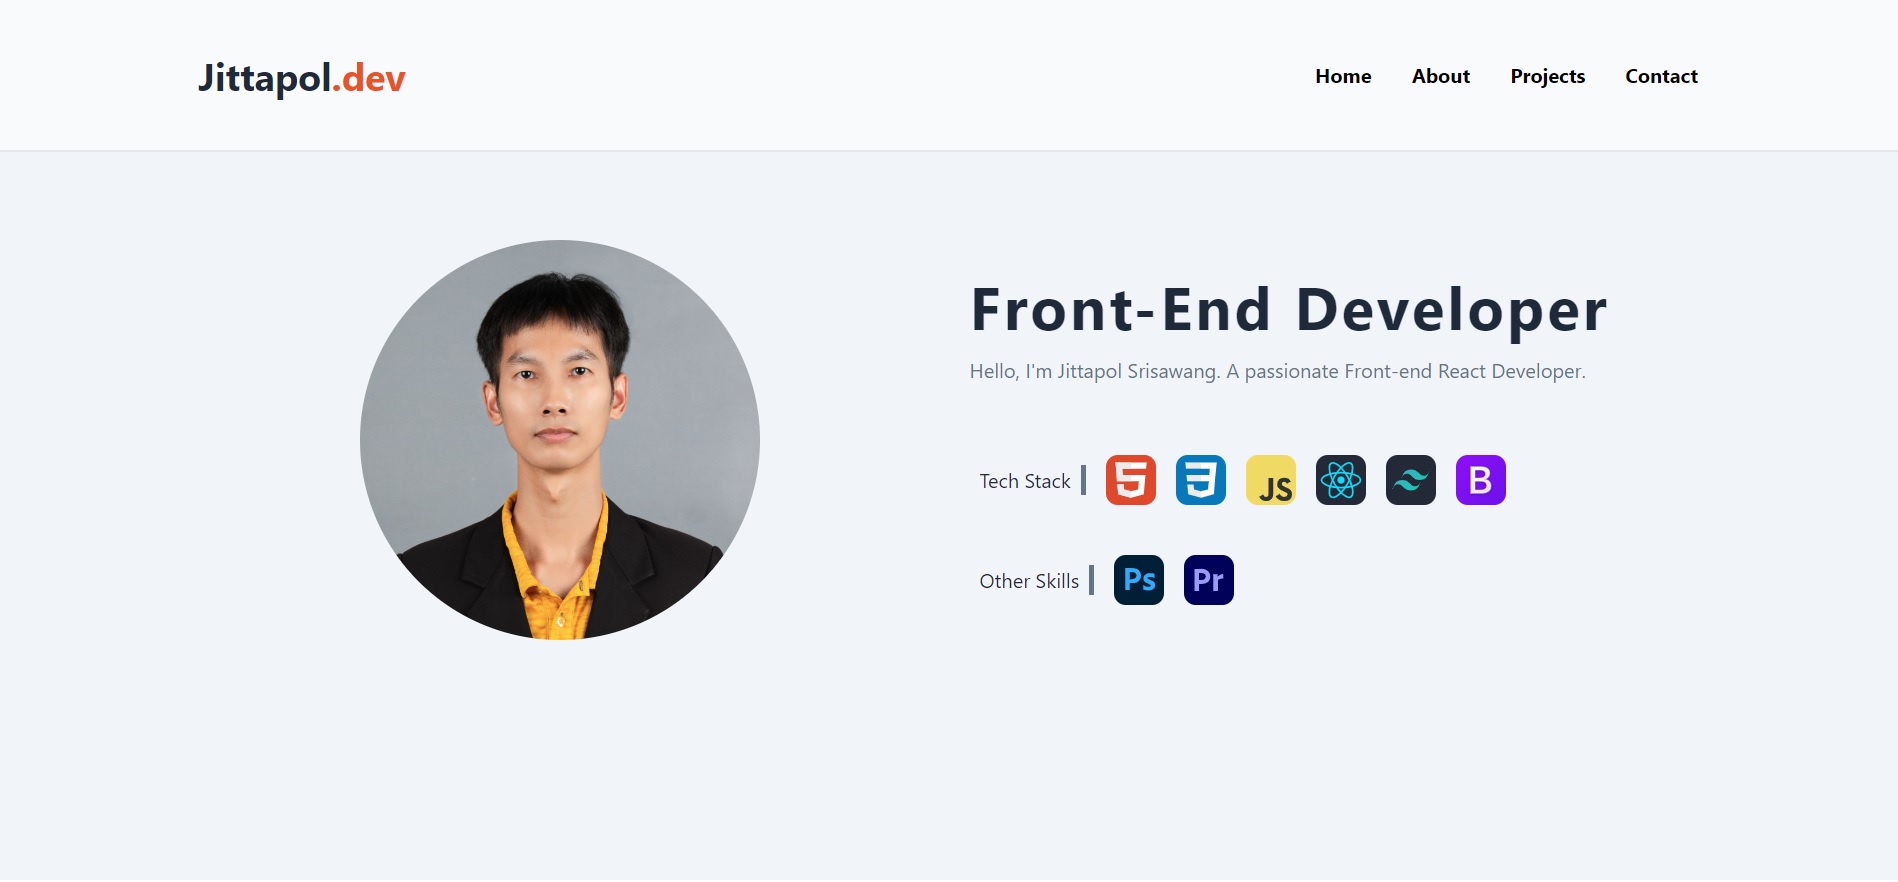 Jittapol.dev
Home About Projects Contact
Front-End Developer
Hello, I'm Jittapol Srisawang. A passionate Front-end React Developer.
Tech Stack
5 3 JS B
Other Skills
Ps Pr